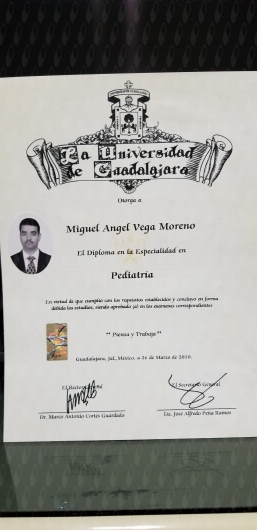 La Universidad
de Guadalajara
Otorga a
Miguel Angel Vega Moreno
El Diploma en la Especialidad en
Pediatría
En virtud de que cumplió con los requisitos establecidos y concluyó en forma
debida los estudios, siendo aprobado (a) en los exámenes correspondientes
"Piensa y Trabaja"
Guadalajara, Jal., México, a 26 de Marzo de 2010.
El Rector General
El Secretario General
Dr. Marco Antonio Cortés Guardado
Lic. José Alfredo Peña Ramos